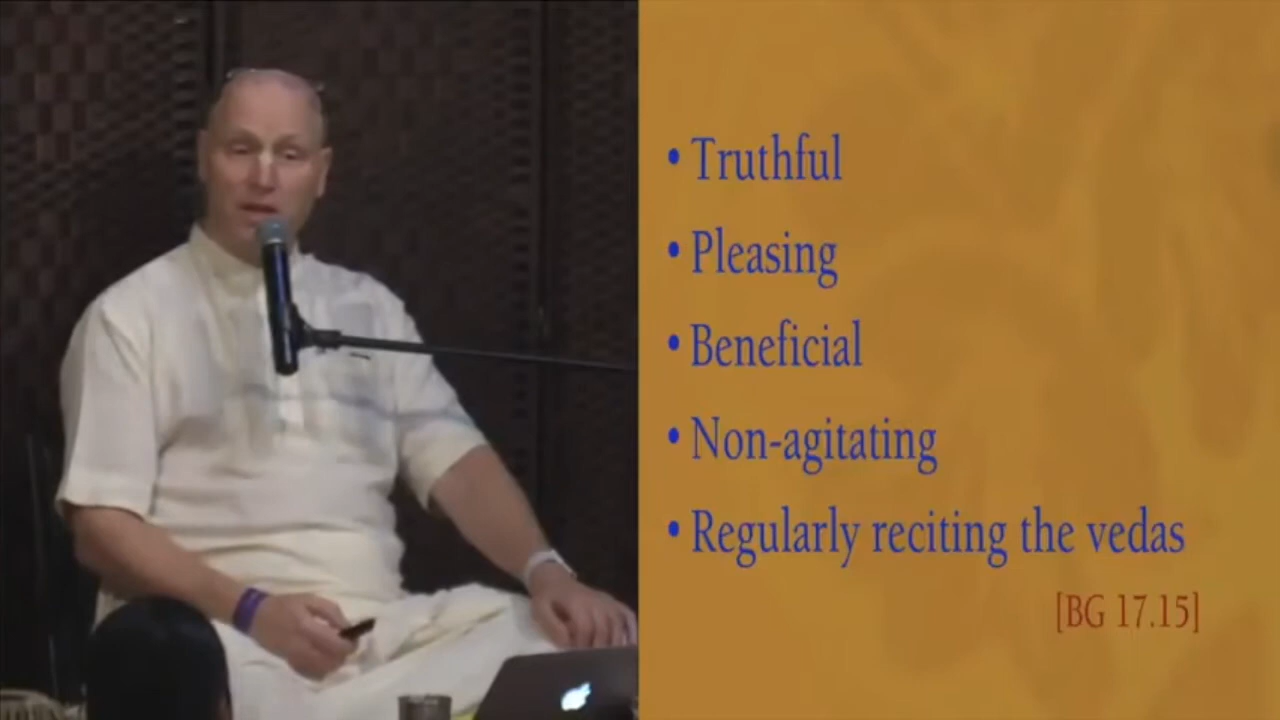 • Truthful
• Pleasing
• Beneficial
• Non-agitating
• Regularly reciting the vedas
[BG 17.15]